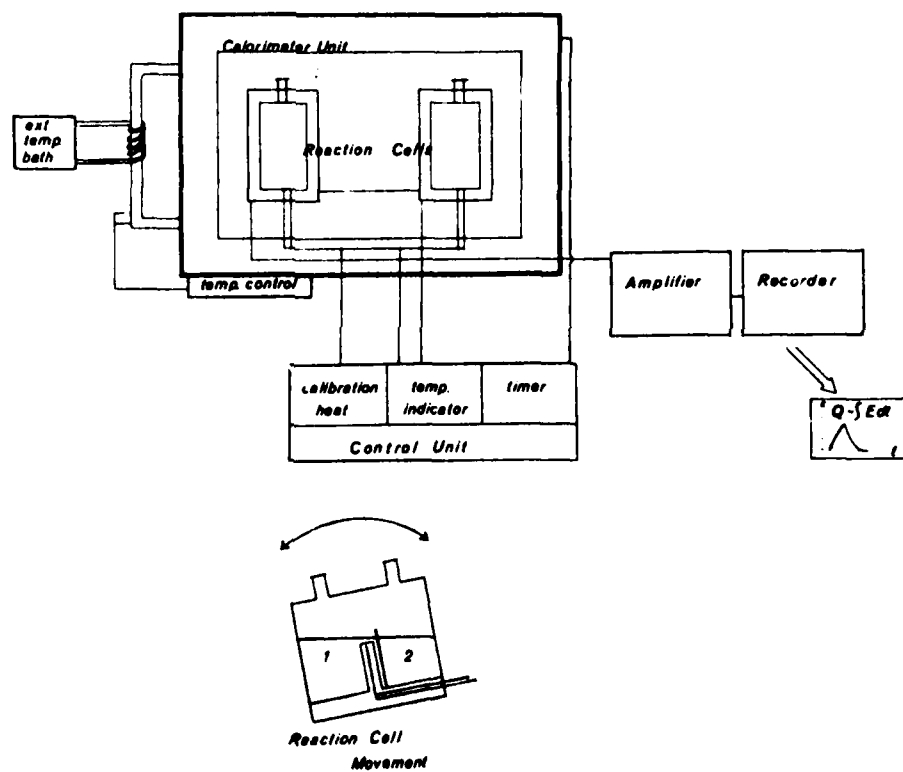 Calorimeter Unit
ext
temp
bath
Reaction Cells
temp. control
Amplifier
Recorder
calibration
heat
temp.
indicator
timer
Control Unit
Q-∫Edt
t
1
2
Reaction Cell
Movement